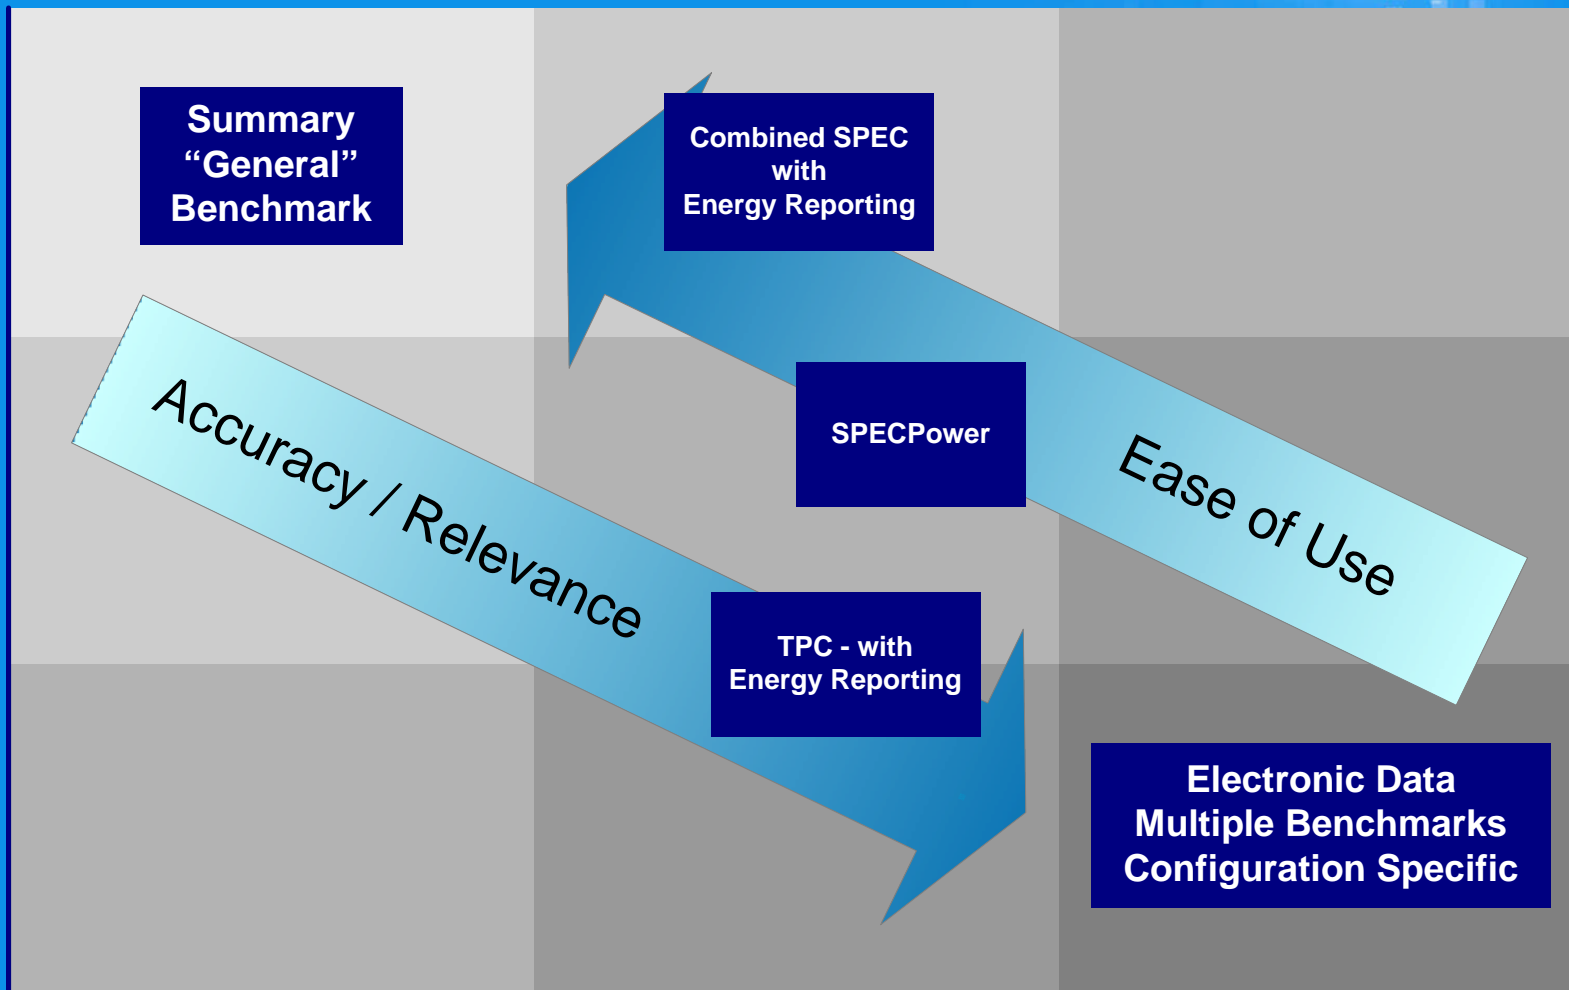 Summary
“General”
Benchmark
Combined SPEC
with
Energy Reporting
Accuracy / Relevance
SPECPower
Ease of Use
TPC - with
Energy Reporting
Electronic Data
Multiple Benchmarks
Configuration Specific